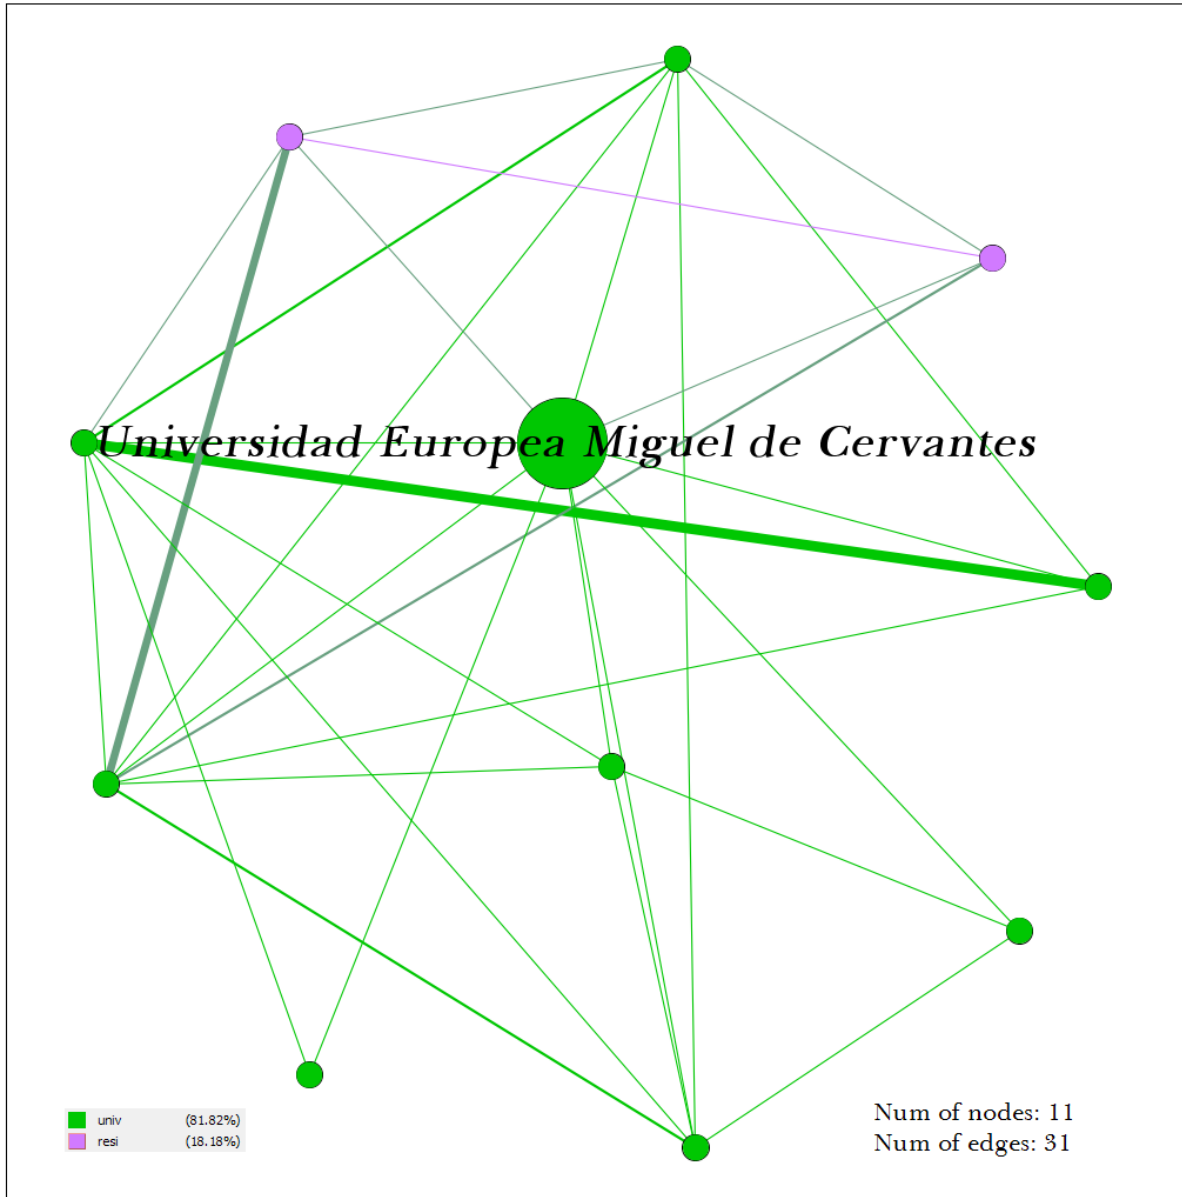 Universidad Europea Miguel de Cervantes
univ (81.82%)
resi (18.18%)
Num of nodes: 11
Num of edges: 31